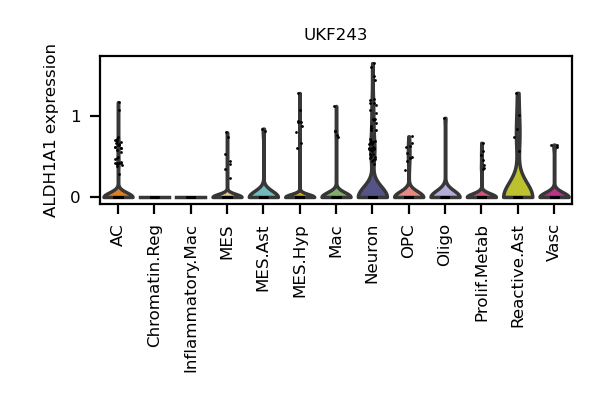 UKF243
ALDH1A1 expression
1
0
AC
Chromatin.Reg
Inflammatory.Mac
MES
MES.Ast
MES.Hyp
Mac
Neuron
OPC
Oligo
Prolif.Metab
Reactive.Ast
Vasc